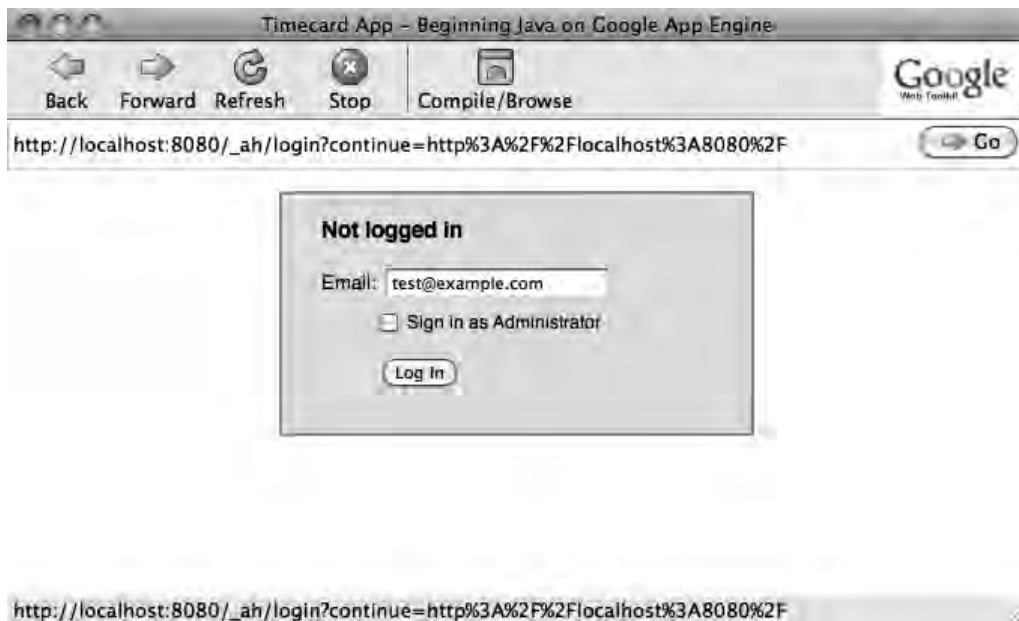 Timecard App – Beginning Java on Google App Engine
Back Forward Refresh Stop Compile/Browse
Google
Web Toolkit
http://localhost:8080/_ah/login?continue=http%3A%2F%2Flocalhost%3A8080%2F Go
Not logged in
Email: test@example.com
Sign in as Administrator
Log In
http://localhost:8080/_ah/login?continue=http%3A%2F%2Flocalhost%3A8080%2F